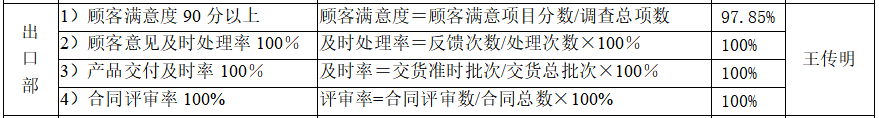 出口部
1）顾客满意度 90 分以上 顾客满意度＝顾客满意项目分数/调查总项数 97.85%
2）顾客意见及时处理率 100% 及时处理率＝反馈次数/处理次数×100% 100%
3）产品交付及时率 100% 及时率＝交货准时批次/交货总批次×100% 100%
4）合同评审率 100% 评审率=合同评审数/合同总数×100% 100%
王传明